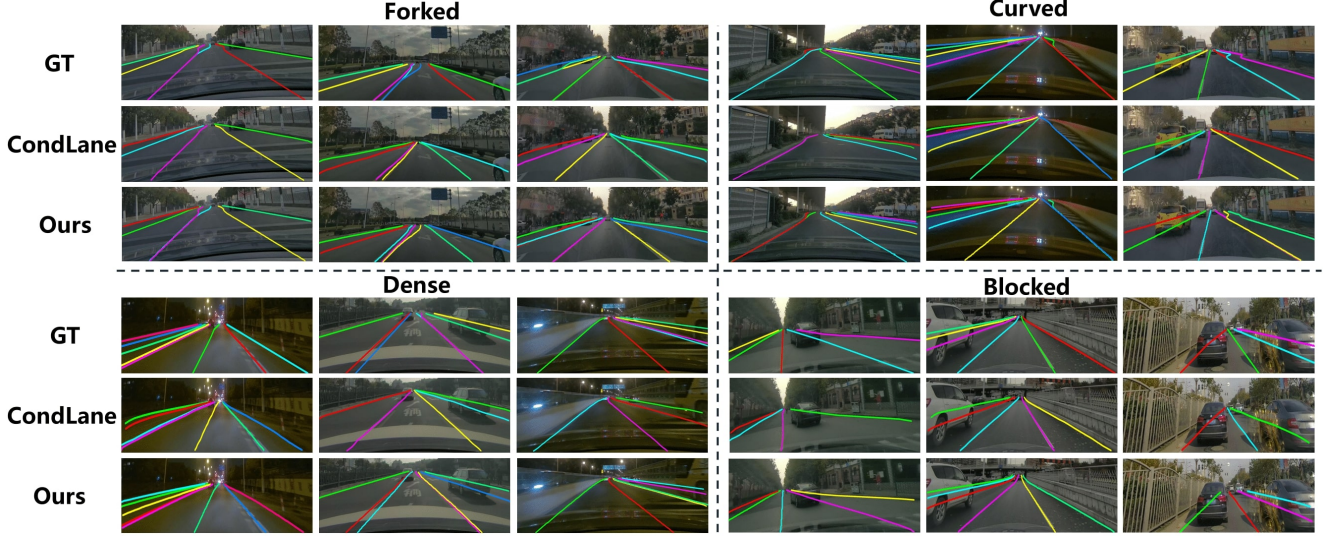 Forked
Curved
GT
CondLane
Ours
Dense
Blocked
GT
CondLane
Ours